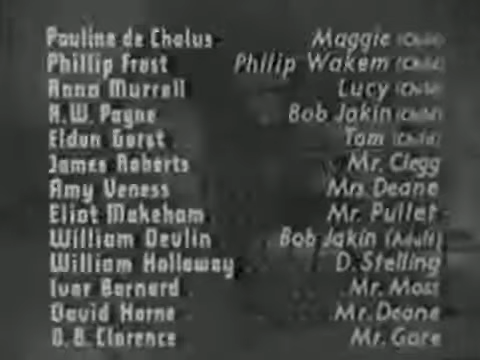 Pauline de Chalus Maggie (Child)
Phillip Frost Philip Wakem (Child)
Anna Murrell Lucy (Child)
A.W. Payne Bob Jakin (Child)
Eldon Gorst Tom (Child)
James Roberts Mr. Clegg
Amy Veness Mrs. Deane
Eliot Makeham Mr. Pullet
William Devlin Bob Jakin (Adult)
William Holloway D. Stelling
Ivor Barnard Mr. Moss
David Horne Mr. Deane
O. B. Clarence Mr. Gore